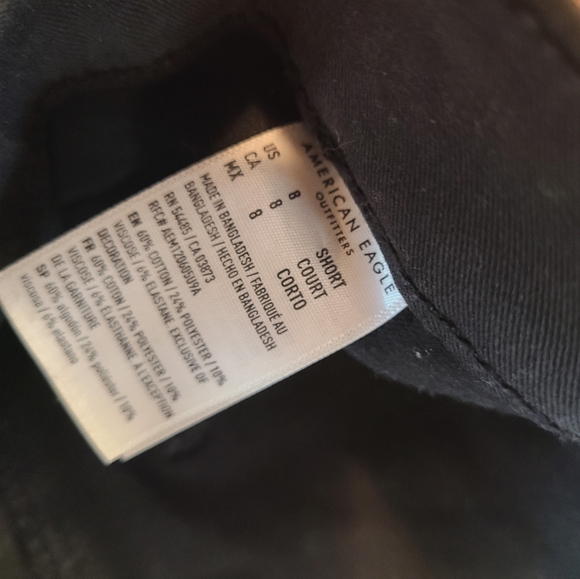 AMERICAN EAGLE
OUTFITTERS
US 8 SHORT
CA 8 COURT
MX 8 CORTO
MADE IN BANGLADESH / FABRIQUÉ AU
BANGLADESH / HECHO EN BANGLADESH
RN 54485 / CA 03873
RFC# AEM120605U9A
EN 60% COTTON / 24% POLYESTER / 10%
VISCOSE / 6% ELASTANE. EXCLUSIVE OF
DECORATION
FR 60% COTON / 24% POLYESTER / 10%
VISCOSE / 6% ÉLASTHANNE À L'EXCEPTION
DE LA GARNITURE
SP 60% algodón / 24% poliéster / 10%
viscosa / 6% elastano